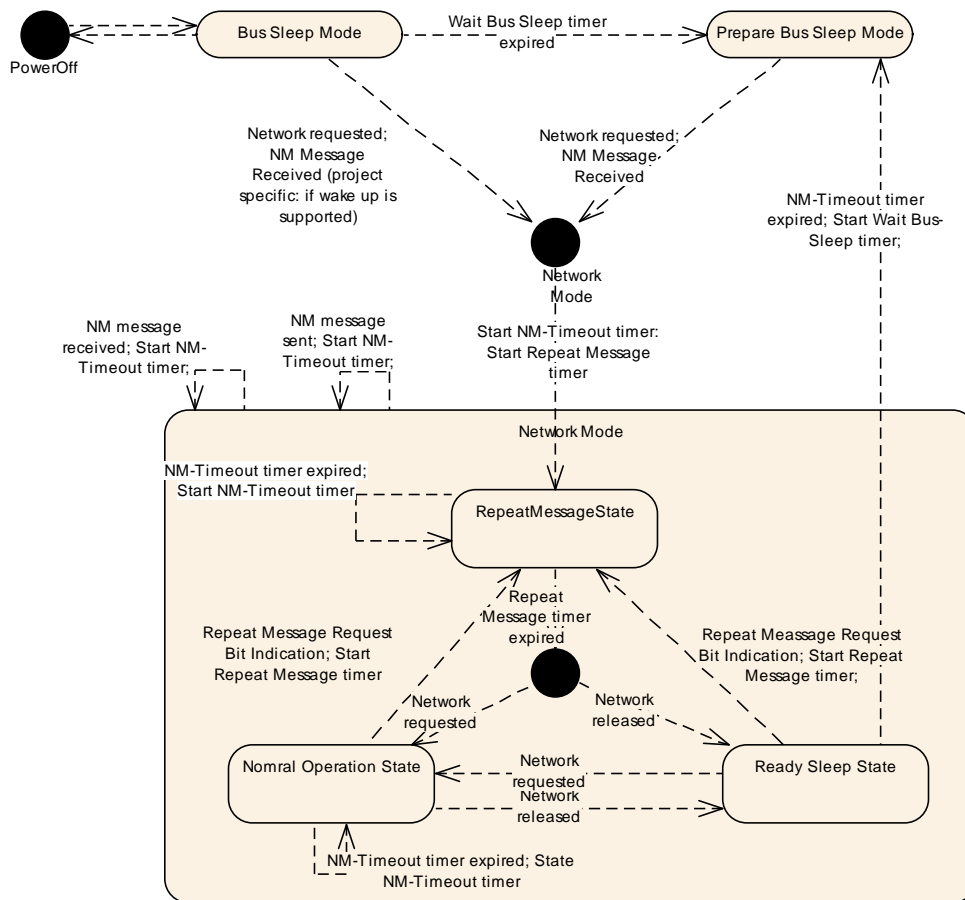 PowerOff
Bus Sleep Mode
Wait Bus Sleep timer
expired
Prepare Bus Sleep Mode
Network requested;
NM Message
Received (project
specific: if wake up is
supported)
Network requested;
NM Message
Received
NM-Timeout timer
expired; Start Wait Bus-
Sleep timer;
Network
Mode
NM message
received; Start NM-
Timeout timer;
NM message
sent; Start NM-
Timeout timer;
Start NM-Timeout timer:
Start Repeat Message
timer
Network Mode
NM-Timeout timer expired;
Start NM-Timeout timer
RepeatMessageState
Repeat
Message timer
expired
Repeat Message Request
Bit Indication; Start
Repeat Message timer
Repeat Meassage Request
Bit Indication; Start Repeat
Message timer;
Network
requested
Network
released
Nomral Operation State
Network
requested
Network
released
Ready Sleep State
NM-Timeout timer expired; State
NM-Timeout timer